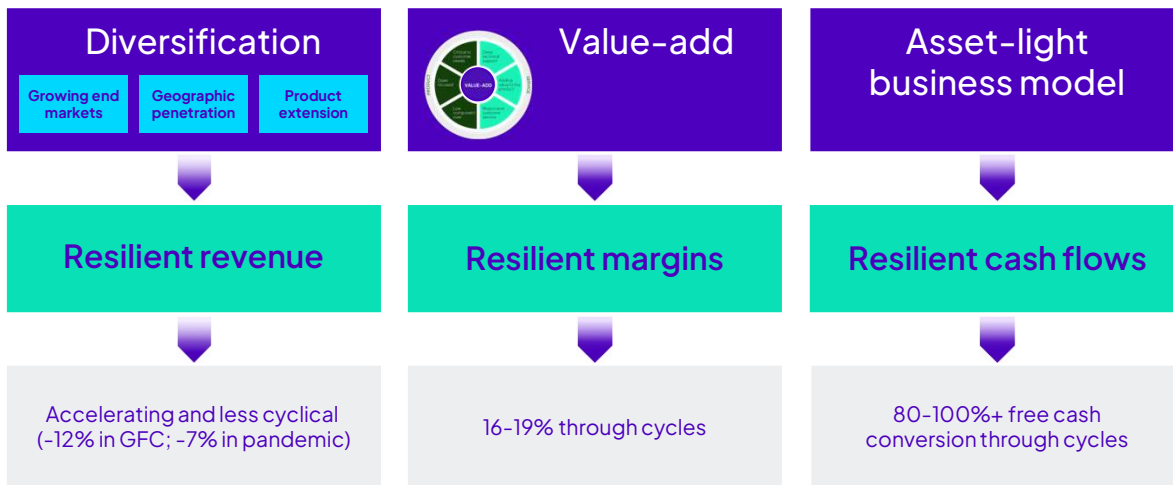 Diversification
Growing end
markets
Geographic
penetration
Product
extension
Value-add
VALUE-ADD
Asset-light
business model
Resilient revenue
Resilient margins
Resilient cash flows
Accelerating and less cyclical
(-12% in GFC; -7% in pandemic)
16-19% through cycles
80-100%+ free cash
conversion through cycles